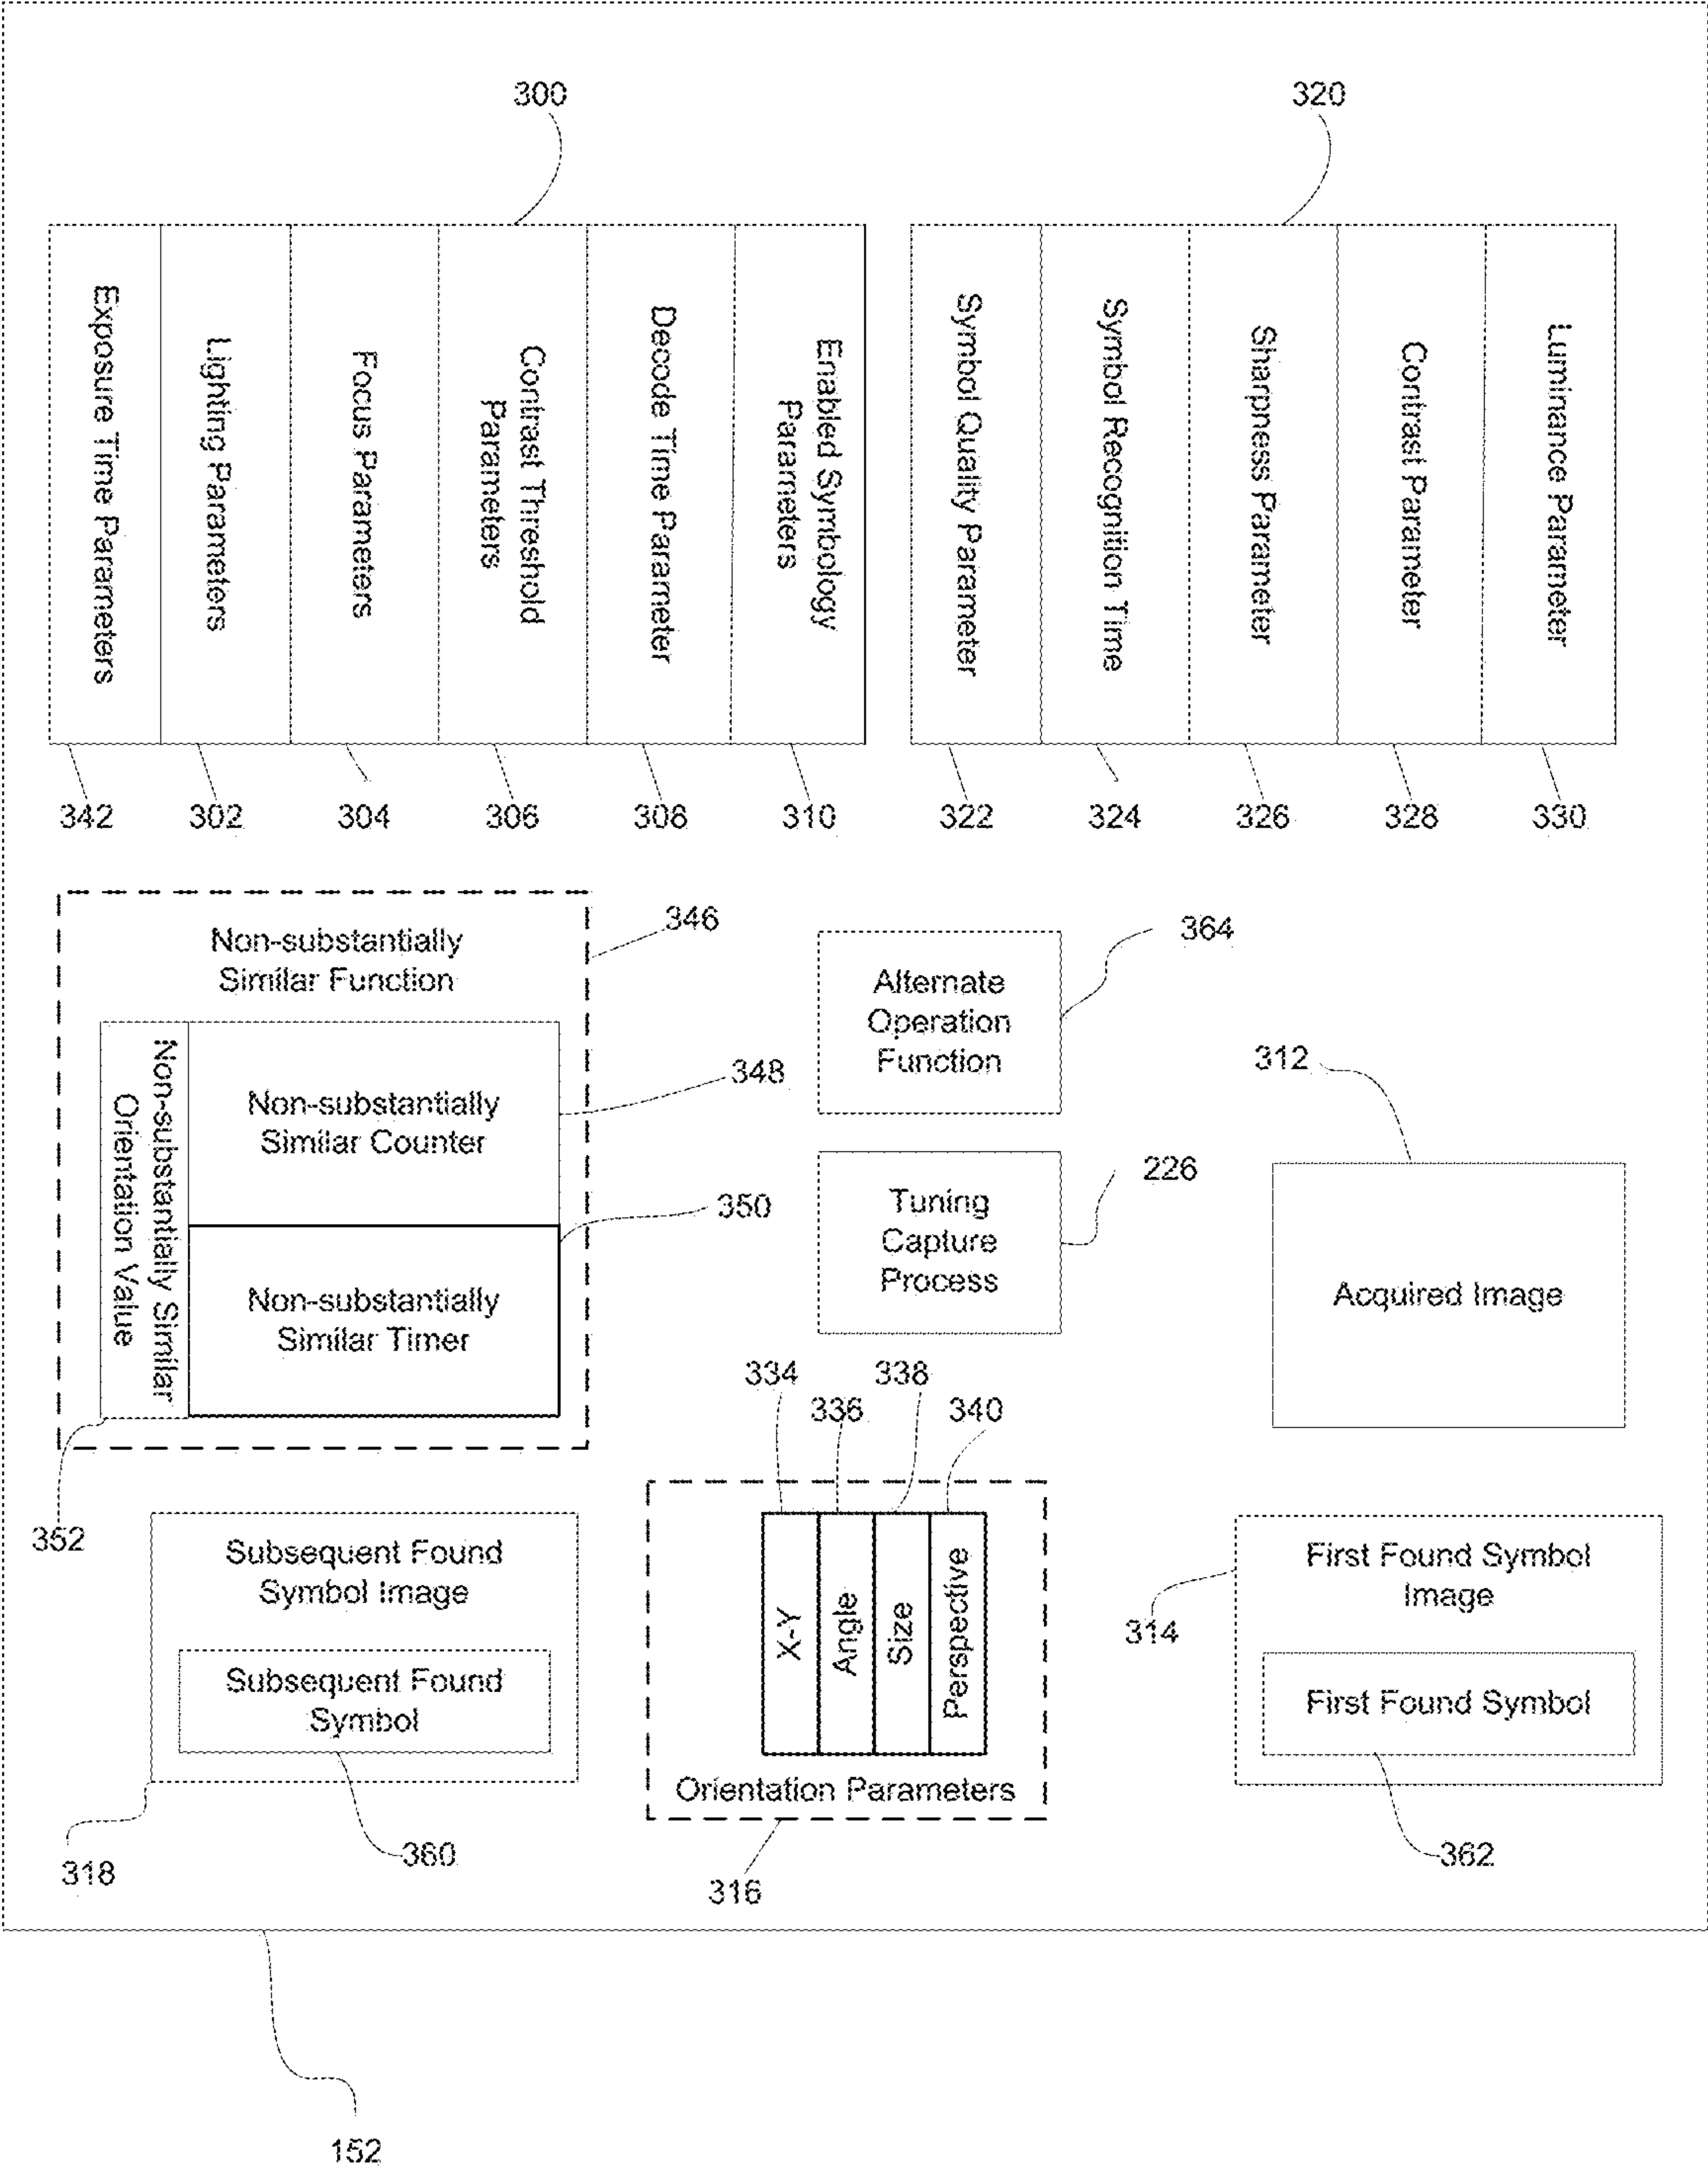 300
320
Exposure Time Parameters
Lighting Parameters
Focus Parameters
Contrast Threshold
Parameters
Decode Time Parameter
Enabled Symbology
Parameters
Symbol Quality Parameter
Symbol Recognition Time
Sharpness Parameter
Contrast Parameter
Luminance Parameter
342
302
304
306
308
310
322
324
326
328
330
346
Non-substantially
Similar Function
Non-substantially Similar
Orientation Value
Non-substantially
Similar Counter
348
Non-substantially
Similar Timer
350
352
364
Alternate
Operation
Function
226
Tuning
Capture
Process
312
Acquired Image
334
336
338
340
X-Y
Angle
Size
Perspective
Orientation Parameters
316
Subsequent Found
Symbol Image
Subsequent Found
Symbol
318
360
First Found Symbol
Image
First Found Symbol
314
362
152